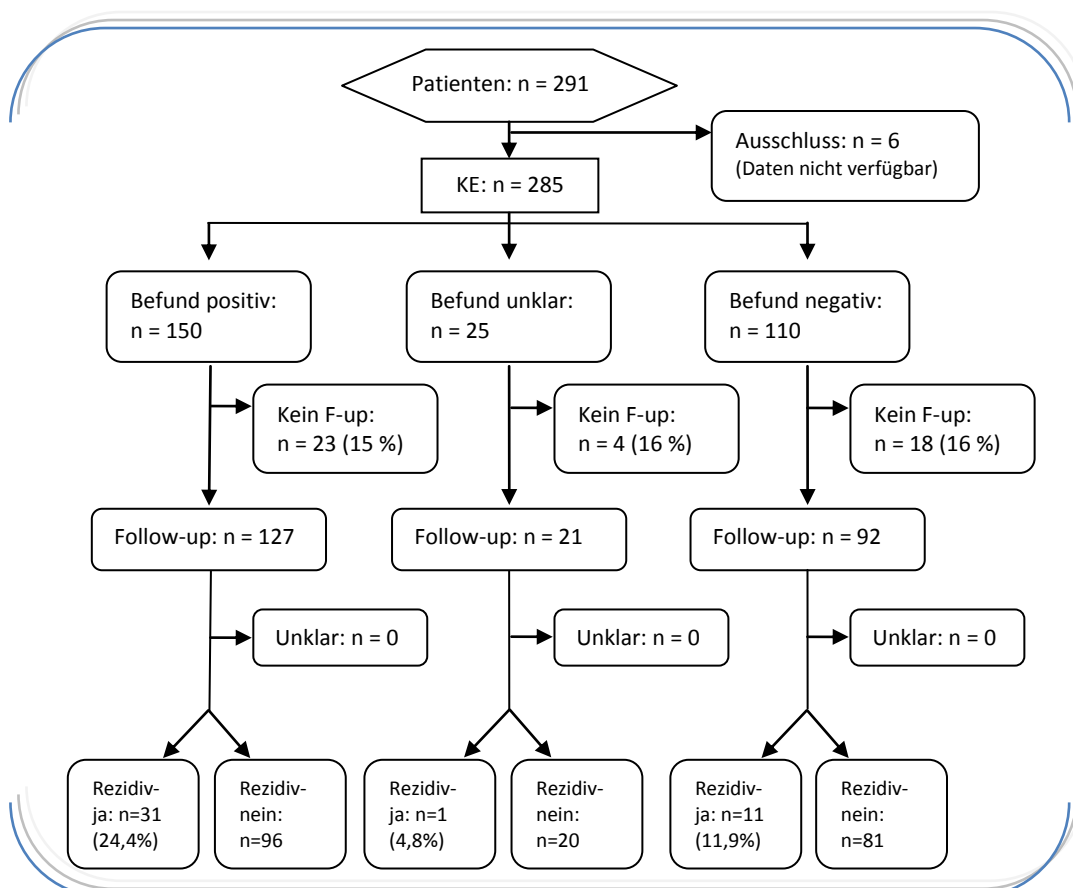 Patienten: n = 291
Ausschluss: n = 6
(Daten nicht verfügbar)
KE: n = 285
Befund positiv:
n = 150
Befund unklar:
n = 25
Befund negativ:
n = 110
Kein F-up:
n = 23 (15 %)
Kein F-up:
n = 4 (16 %)
Kein F-up:
n = 18 (16 %)
Follow-up: n = 127
Follow-up: n = 21
Follow-up: n = 92
Unklar: n = 0
Unklar: n = 0
Unklar: n = 0
Rezidiv-
ja: n=31
(24,4%)
Rezidiv-
nein:
n=96
Rezidiv-
ja: n=1
(4,8%)
Rezidiv-
nein:
n=20
Rezidiv-
ja: n=11
(11,9%)
Rezidiv-
nein:
n=81